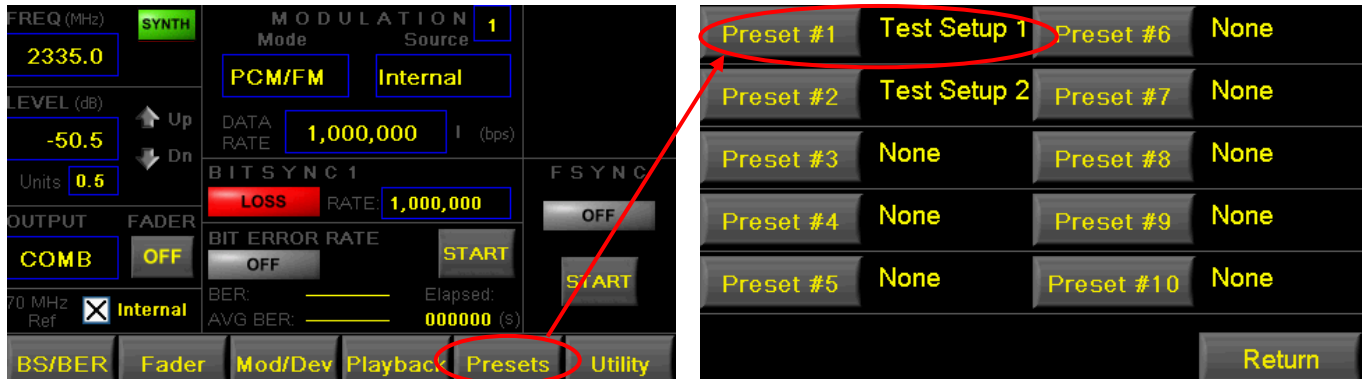 FREQ (MHz)
SYNTH
2335.0
LEVEL (dB)
-50.5
Up
Dn
Units 0.5
OUTPUT
FADER
COMB
OFF
70 MHz
Ref
Internal
MODULATION 1
Mode
Source
PCM/FM
Internal
DATA
RATE
1,000,000
I (bps)
BITSYNC1
LOSS
RATE: 1,000,000
BIT ERROR RATE
OFF
START
BER:
Elapsed:
AVG BER:
000000 (s)
FSYNC
OFF
START
BS/BER
Fader
Mod/Dev
Playback
Presets
Utility
Preset #1 Test Setup 1
Preset #6 None
Preset #2 Test Setup 2
Preset #7 None
Preset #3 None
Preset #8 None
Preset #4 None
Preset #9 None
Preset #5 None
Preset #10 None
Return